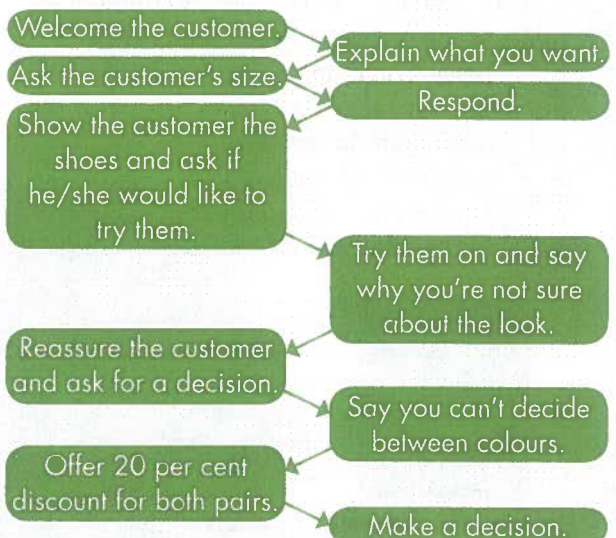 Welcome the customer.
Explain what you want.
Ask the customer's size.
Respond.
Show the customer the
shoes and ask if
he/she would like to
try them.
Try them on and say
why you're not sure
about the look.
Reassure the customer
and ask for a decision.
Say you can't decide
between colours.
Offer 20 per cent
discount for both pairs.
Make a decision.